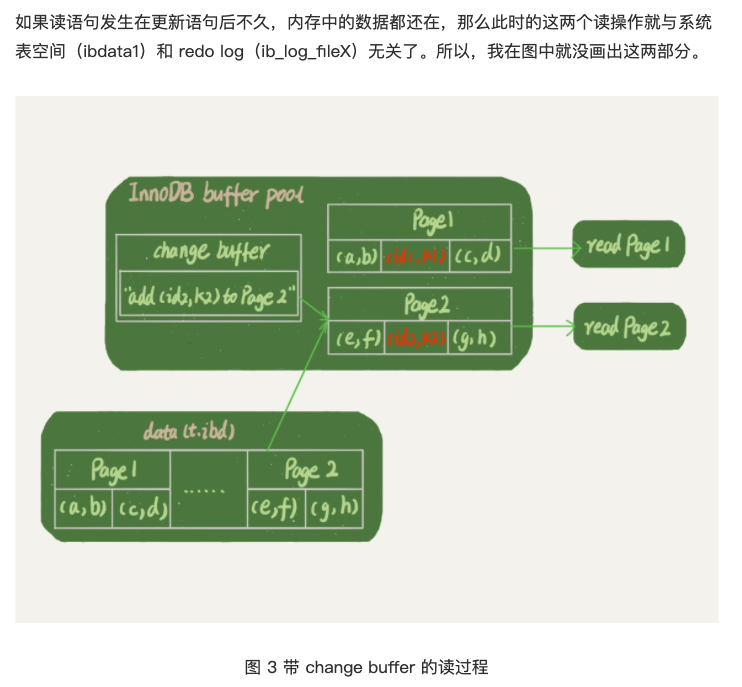 如果读语句发生在更新语句后不久，内存中的数据都还在，那么此时的这两个读操作就与系统
表空间（ibdata1）和 redo log（ib_log_fileX）无关了。所以，我在图中就没画出这两部分。
InnoDB buffer pool
change buffer
"add (id2,k2) to Page 2"
Page1
(a,b) (id1,k1) (c,d)
read Page 1
Page2
(e,f) (id2,k2) (g,h)
read Page 2
data (t.ibd)
Page1 ...... Page 2
(a,b) (c,d) (e,f) (g,h)
图 3 带 change buffer 的读过程